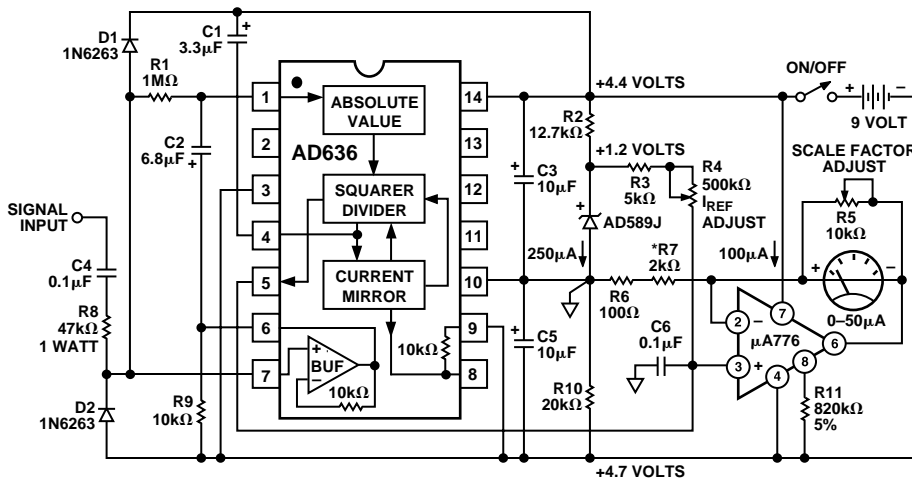 D1
1N6263
C1
3.3µF
+
R1
1MΩ
C2
6.8µF
+
SIGNAL
INPUT
C4
0.1µF
R8
47kΩ
1 WATT
D2
1N6263
R9
10kΩ
1
2
3
4
5
6
7
AD636
ABSOLUTE
VALUE
SQUARER
DIVIDER
CURRENT
MIRROR
+
BUF
–
10kΩ
10kΩ
14
13
12
11
10
9
8
+4.4 VOLTS
R2
12.7kΩ
+1.2 VOLTS
+
C3
10µF
R3
5kΩ
R4
500kΩ
IREF
ADJUST
+
AD589J
250µA
*R7
2kΩ
R6
100Ω
+
C5
10µF
C6
0.1µF
R10
20kΩ
+4.7 VOLTS
ON/OFF
+ –
9 VOLT
SCALE FACTOR
ADJUST
R5
10kΩ
100µA
+ –
0–50µA
2 –
7
µA776
6
3 +
4
8
R11
820kΩ
5%